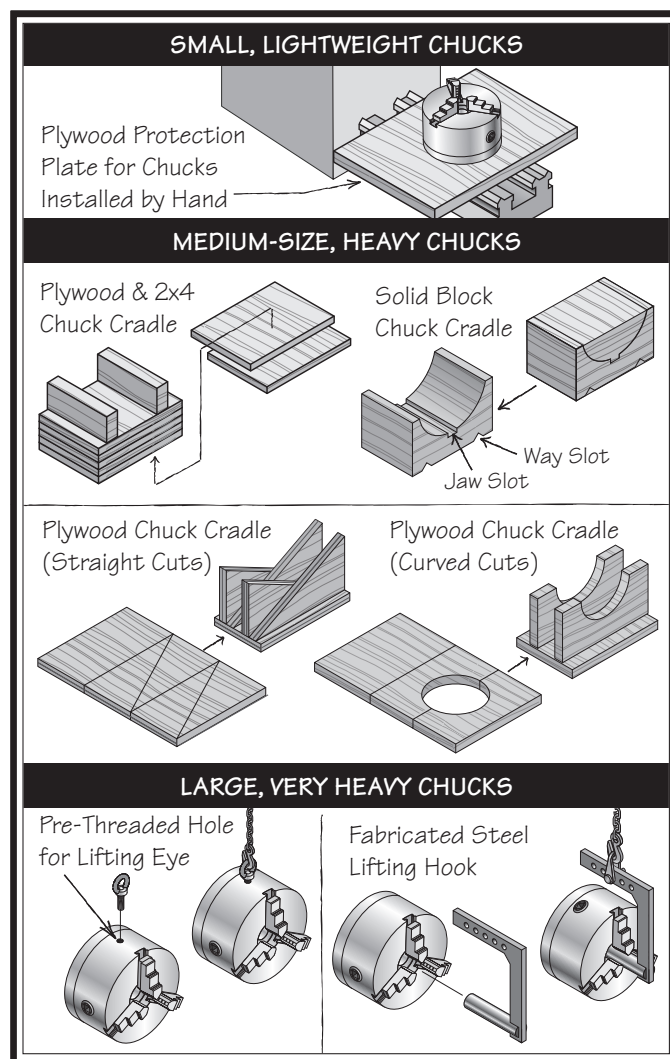 SMALL, LIGHTWEIGHT CHUCKS
Plywood Protection
Plate for Chucks
Installed by Hand
MEDIUM-SIZE, HEAVY CHUCKS
Plywood & 2x4
Chuck Cradle
Solid Block
Chuck Cradle
Way Slot
Jaw Slot
Plywood Chuck Cradle
(Straight Cuts)
Plywood Chuck Cradle
(Curved Cuts)
LARGE, VERY HEAVY CHUCKS
Pre-Threaded Hole
for Lifting Eye
Fabricated Steel
Lifting Hook